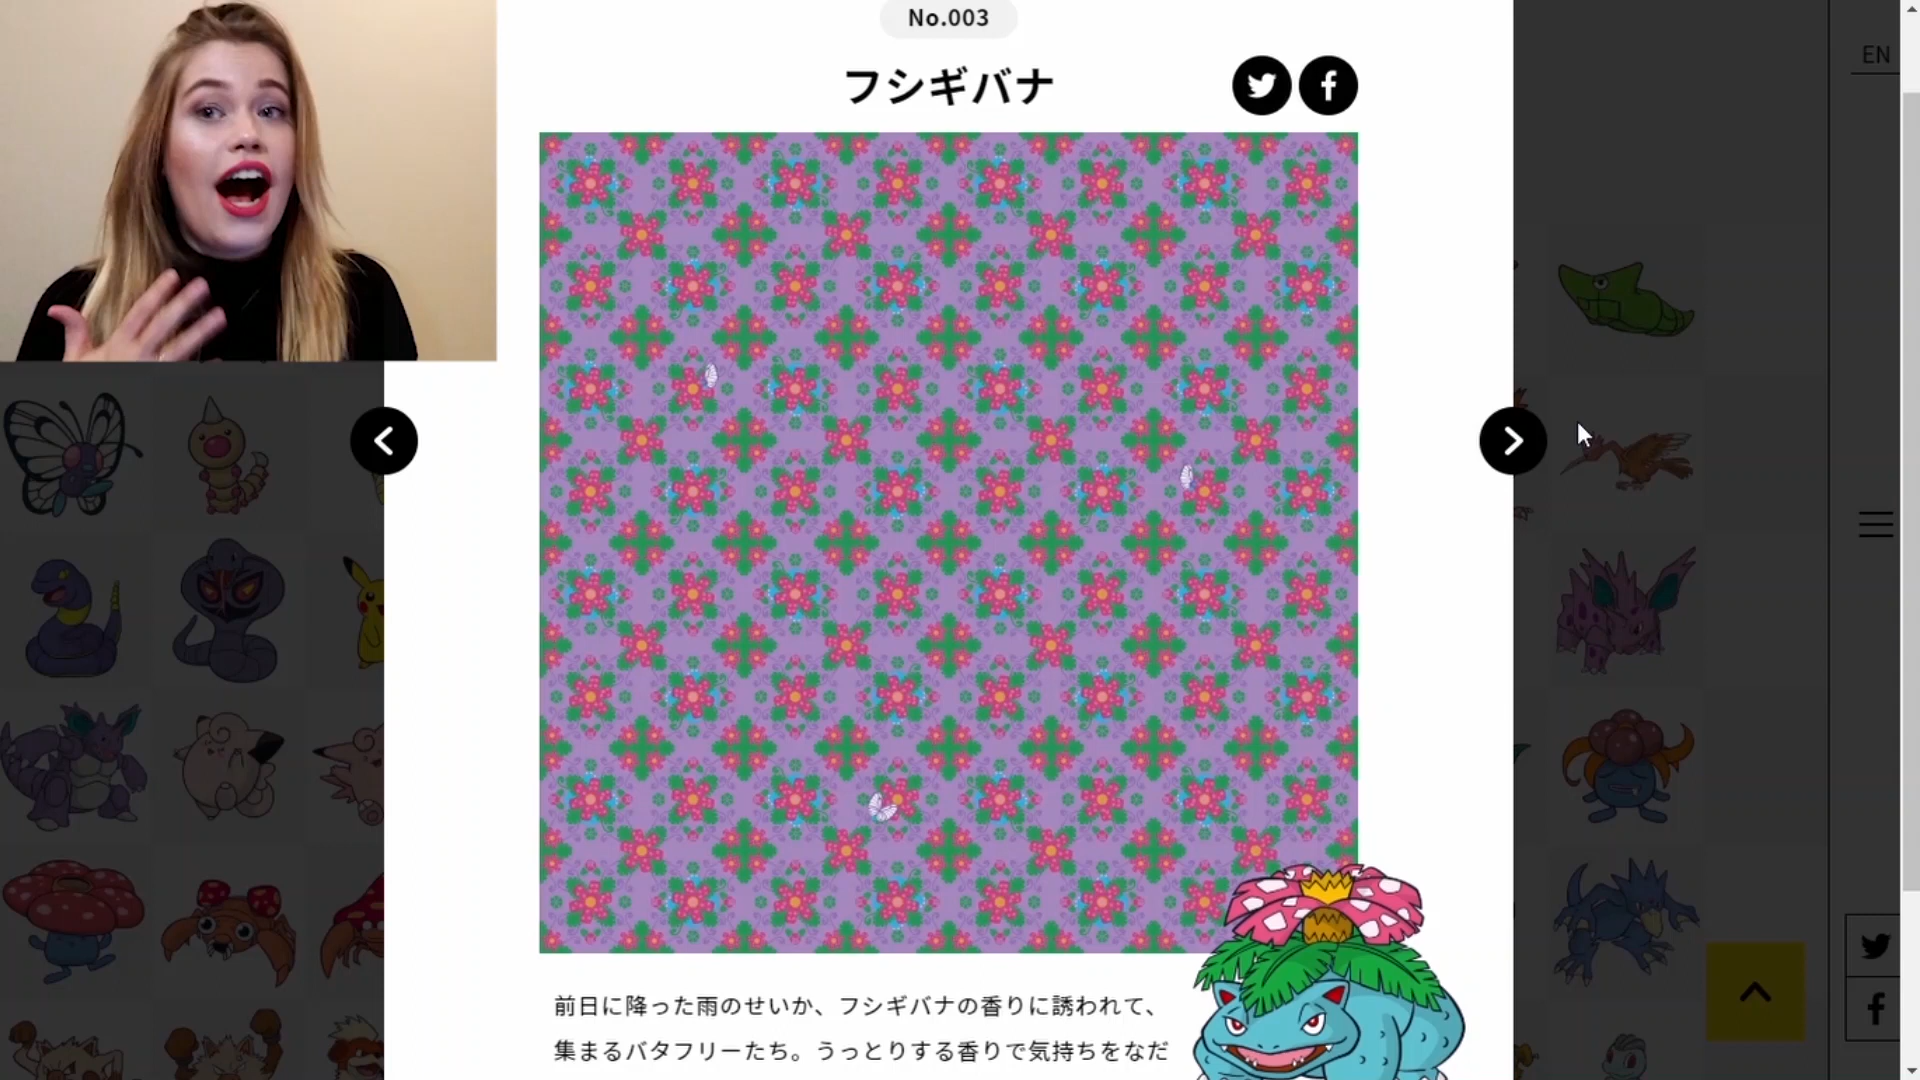 No.003
EN
フシギバナ
前日に降った雨のせいか、フシギバナの香りに誘われて、
集まるバタフリーたち。うっとりする香りで気持ちをなだ